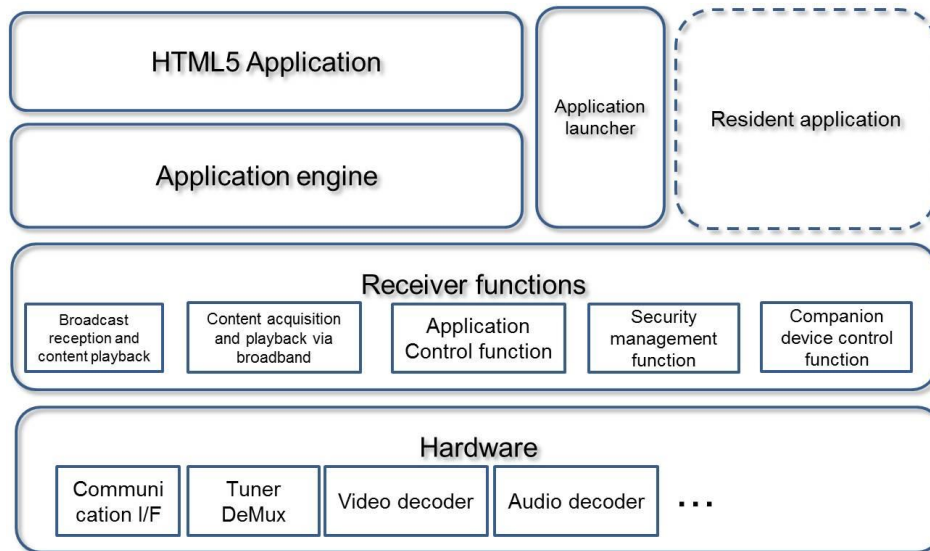 HTML5 Application
Application engine
Application
launcher
Resident application
Receiver functions
Broadcast
reception and
content playback
Content acquisition
and playback via
broadband
Application
Control function
Security
management
function
Companion
device control
function
Hardware
Communi
cation I/F
Tuner
DeMux
Video decoder
Audio decoder
...